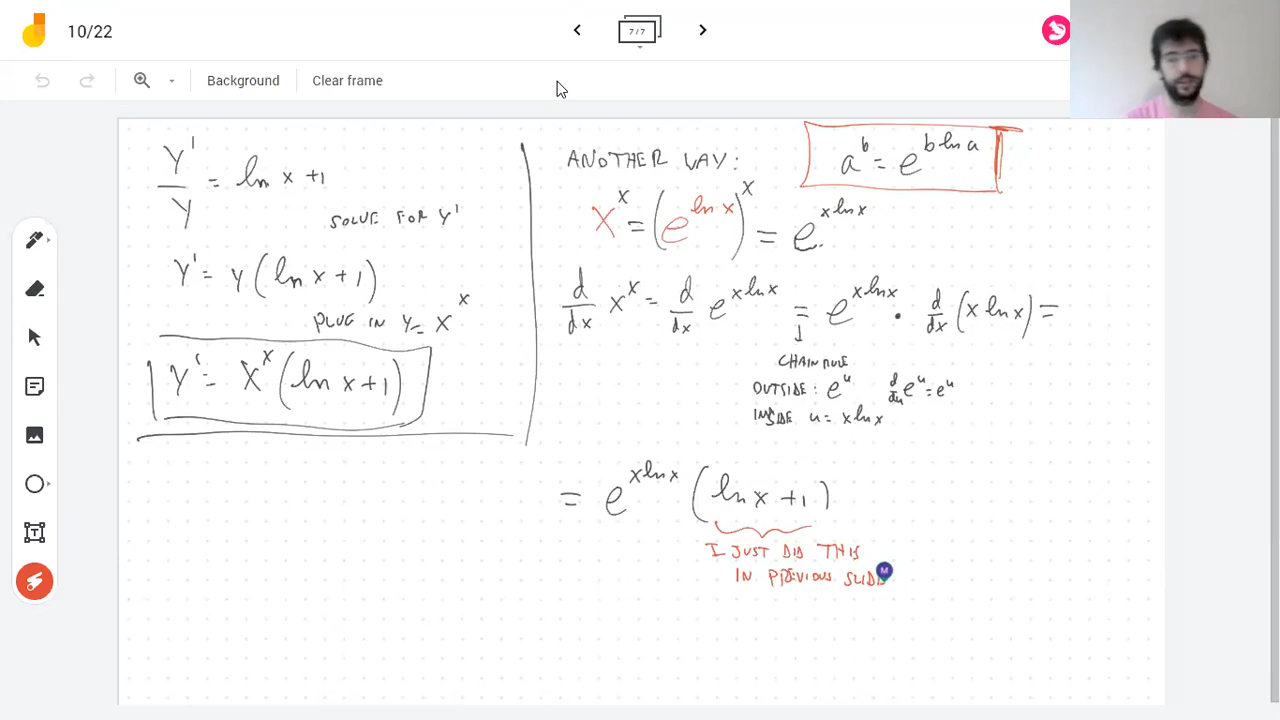 10/22
7/7
Background
Clear frame
Y'/Y = ln x +1
SOLVE FOR Y'
Y' = y (ln x + 1)
PLUG IN Y = X^x
Y' = X^x (ln x + 1)
ANOTHER WAY:
a^b = e^{b ln a}
X^x = (e^{ln x})^x = e^{x ln x}
d/dx x^x = d/dx e^{x ln x} = e^{x ln x} · d/dx (x ln x) =
CHAIN RULE
OUTSIDE: e^u d/du e^u = e^u
INSIDE u = x ln x
= e^{x ln x} (ln x + 1)
I JUST DID THIS
IN PREVIOUS SLIDE
M
T